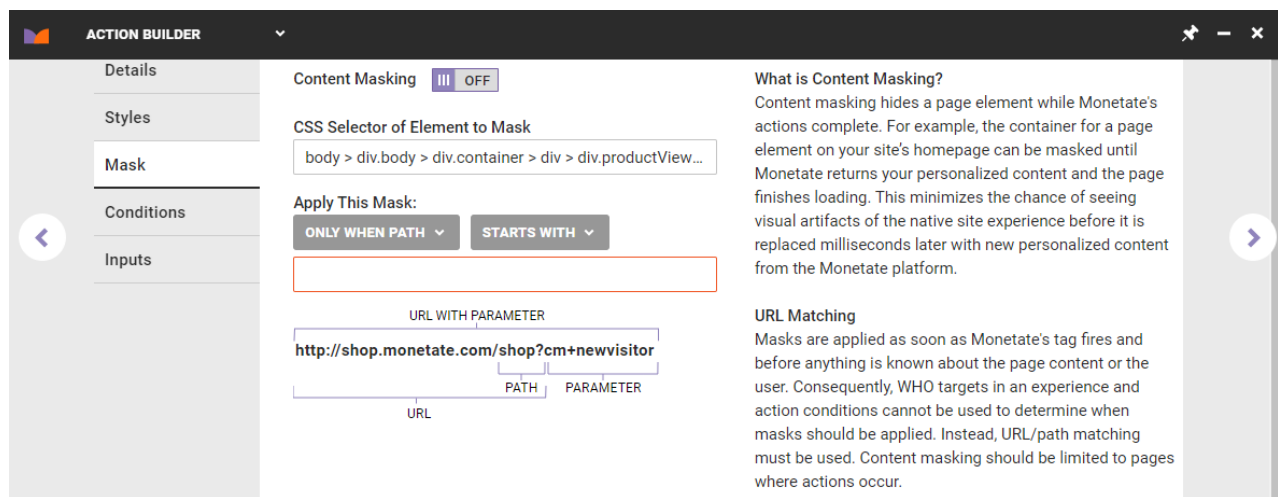 ACTION BUILDER
Details
Styles
Mask
Conditions
Inputs
Content Masking OFF
CSS Selector of Element to Mask
body > div.body > div.container > div > div.productView...
Apply This Mask:
ONLY WHEN PATH STARTS WITH
URL WITH PARAMETER
http://shop.monetate.com/shop?cm+newvisitor
PATH PARAMETER
URL
What is Content Masking?
Content masking hides a page element while Monetate's
actions complete. For example, the container for a page
element on your site's homepage can be masked until
Monetate returns your personalized content and the page
finishes loading. This minimizes the chance of seeing
visual artifacts of the native site experience before it is
replaced milliseconds later with new personalized content
from the Monetate platform.
URL Matching
Masks are applied as soon as Monetate's tag fires and
before anything is known about the page content or the
user. Consequently, WHO targets in an experience and
action conditions cannot be used to determine when
masks should be applied. Instead, URL/path matching
must be used. Content masking should be limited to pages
where actions occur.